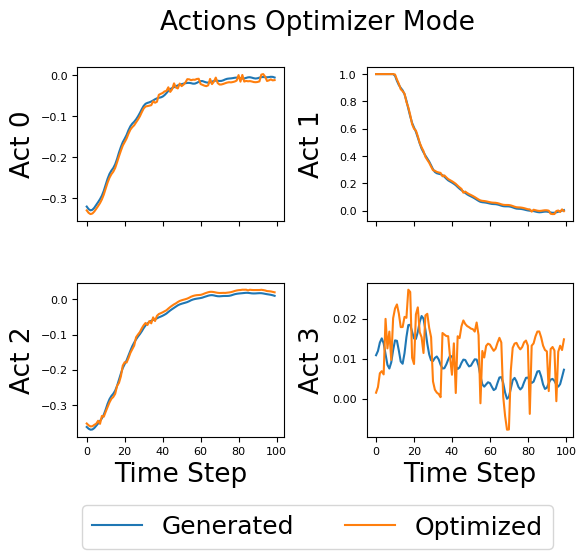 Actions Optimizer Mode
Act 0
0.0
−0.1
−0.2
−0.3
Act 1
1.0
0.8
0.6
0.4
0.2
0.0
Act 2
0.0
−0.1
−0.2
−0.3
0 20 40 60 80 100
Time Step
Act 3
0.02
0.01
0.00
0 20 40 60 80 100
Time Step
Generated Optimized